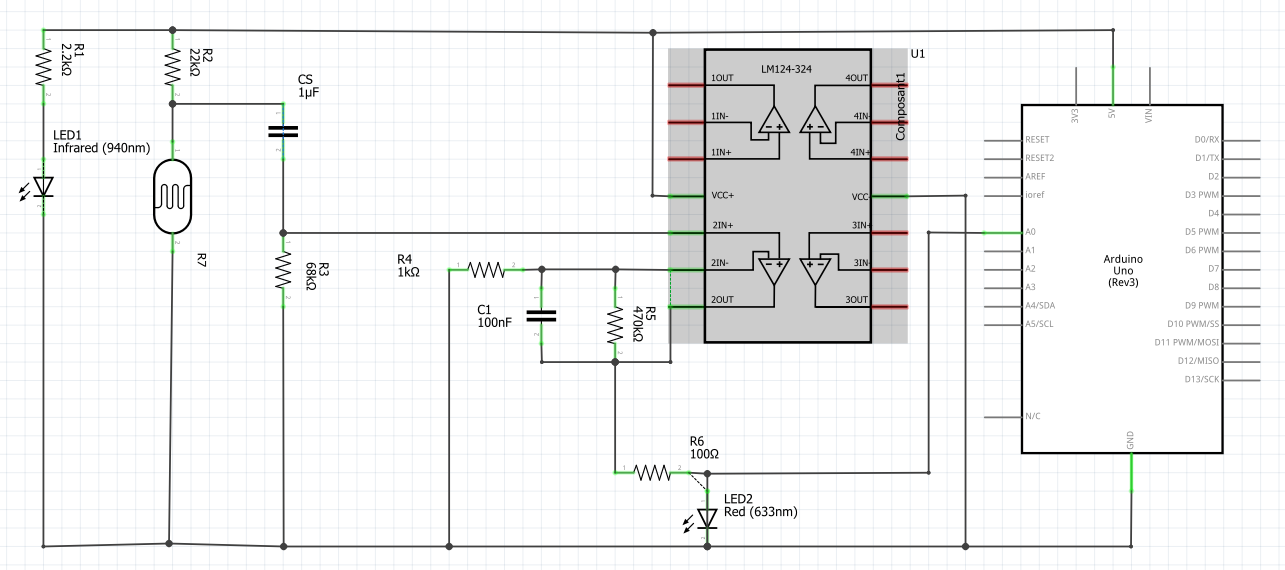 R1
2.2kΩ
R2
22kΩ
CS
1μF
LED1
Infrared (940nm)
R7
R3
68kΩ
R4
1kΩ
C1
100nF
R5
470kΩ
R6
100Ω
LED2
Red (633nm)
U1
Composant1
LM124-324
1OUT
4OUT
1IN-
4IN-
1IN+
4IN+
VCC+
VCC
2IN+
3IN+
2IN-
3IN-
2OUT
3OUT
3V3
5V
VIN
RESET
D0/RX
RESET2
D1/TX
AREF
D2
ioref
D3 PWM
D4
A0
D5 PWM
A1
D6 PWM
A2
D7
A3
D8
A4/SDA
D9 PWM
A5/SCL
D10 PWM/SS
D11 PWM/MOSI
D12/MISO
D13/SCK
N/C
GND
Arduino
Uno
(Rev3)